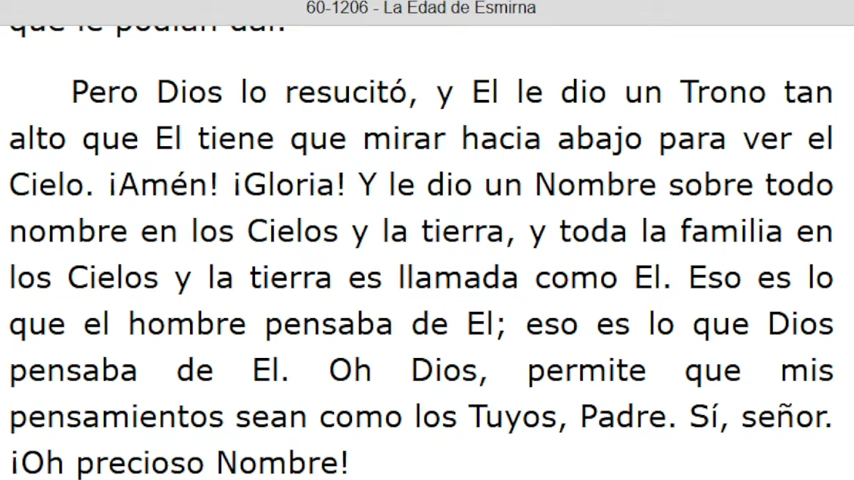 60-1206 - La Edad de Esmirna
que le podían dar.
Pero Dios lo resucitó, y El le dio un Trono tan
alto que El tiene que mirar hacia abajo para ver el
Cielo. ¡Amén! ¡Gloria! Y le dio un Nombre sobre todo
nombre en los Cielos y la tierra, y toda la familia en
los Cielos y la tierra es llamada como El. Eso es lo
que el hombre pensaba de El; eso es lo que Dios
pensaba de El. Oh Dios, permite que mis
pensamientos sean como los Tuyos, Padre. Sí, señor.
¡Oh precioso Nombre!